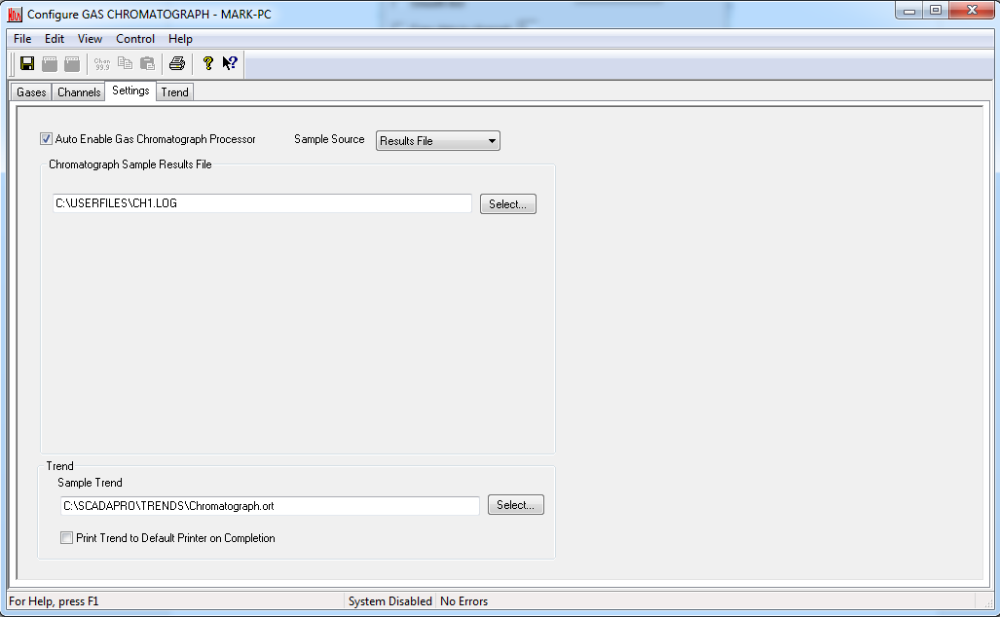 Configure GAS CHROMATOGRAPH - MARK-PC
File Edit View Control Help
Chan
99.9
Gases Channels Settings Trend
Auto Enable Gas Chromatograph Processor Sample Source Results File
Chromatograph Sample Results File
C:\USERFILES\CH1.LOG Select...
Trend
Sample Trend
C:\SCADAPRO\TRENDS\Chromatograph.ort Select...
Print Trend to Default Printer on Completion
For Help, press F1 System Disabled No Errors